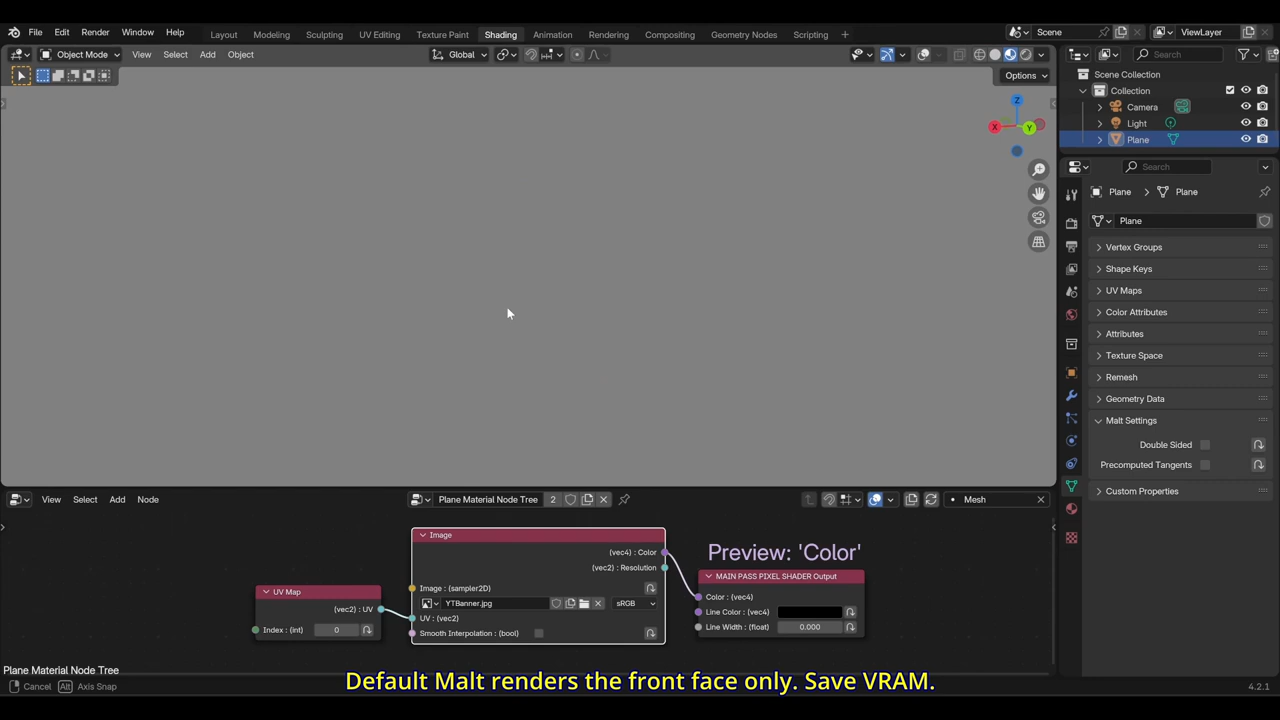 File Edit Render Window Help Layout Modeling Sculpting UV Editing Texture Paint Shading Animation Rendering Compositing Geometry Nodes Scripting + Scene ViewLayer
Object Mode View Select Add Object Global Search
Options
Scene Collection
Collection
Camera
Light
Plane
Search
Plane > Plane
Plane
Vertex Groups
Shape Keys
UV Maps
Color Attributes
Attributes
Texture Space
Remesh
Geometry Data
Malt Settings
Double Sided
Precomputed Tangents
Custom Properties
X
Y
Z
View Select Add Node Plane Material Node Tree 2 Mesh
Image
(vec4) : Color
(vec2) : Resolution
Image : (sampler2D)
YTBanner.jpg sRGB
UV : (vec2)
Smooth Interpolation : (bool)
UV Map
(vec2) : UV
Index : (int) 0
Preview: 'Color'
MAIN PASS PIXEL SHADER Output
Color : (vec4)
Line Color : (vec4)
Line Width : (float) 0.000
Plane Material Node Tree
Default Malt renders the front face only. Save VRAM.
Cancel Alt Axis Snap 4.2.1